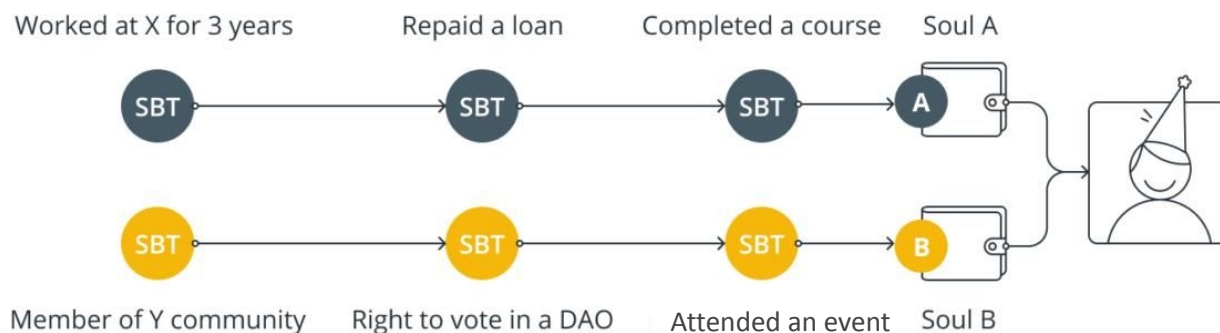 Worked at X for 3 years Repaid a loan Completed a course Soul A
SBT SBT SBT A
SBT SBT SBT B
Member of Y community Right to vote in a DAO Attended an event Soul B